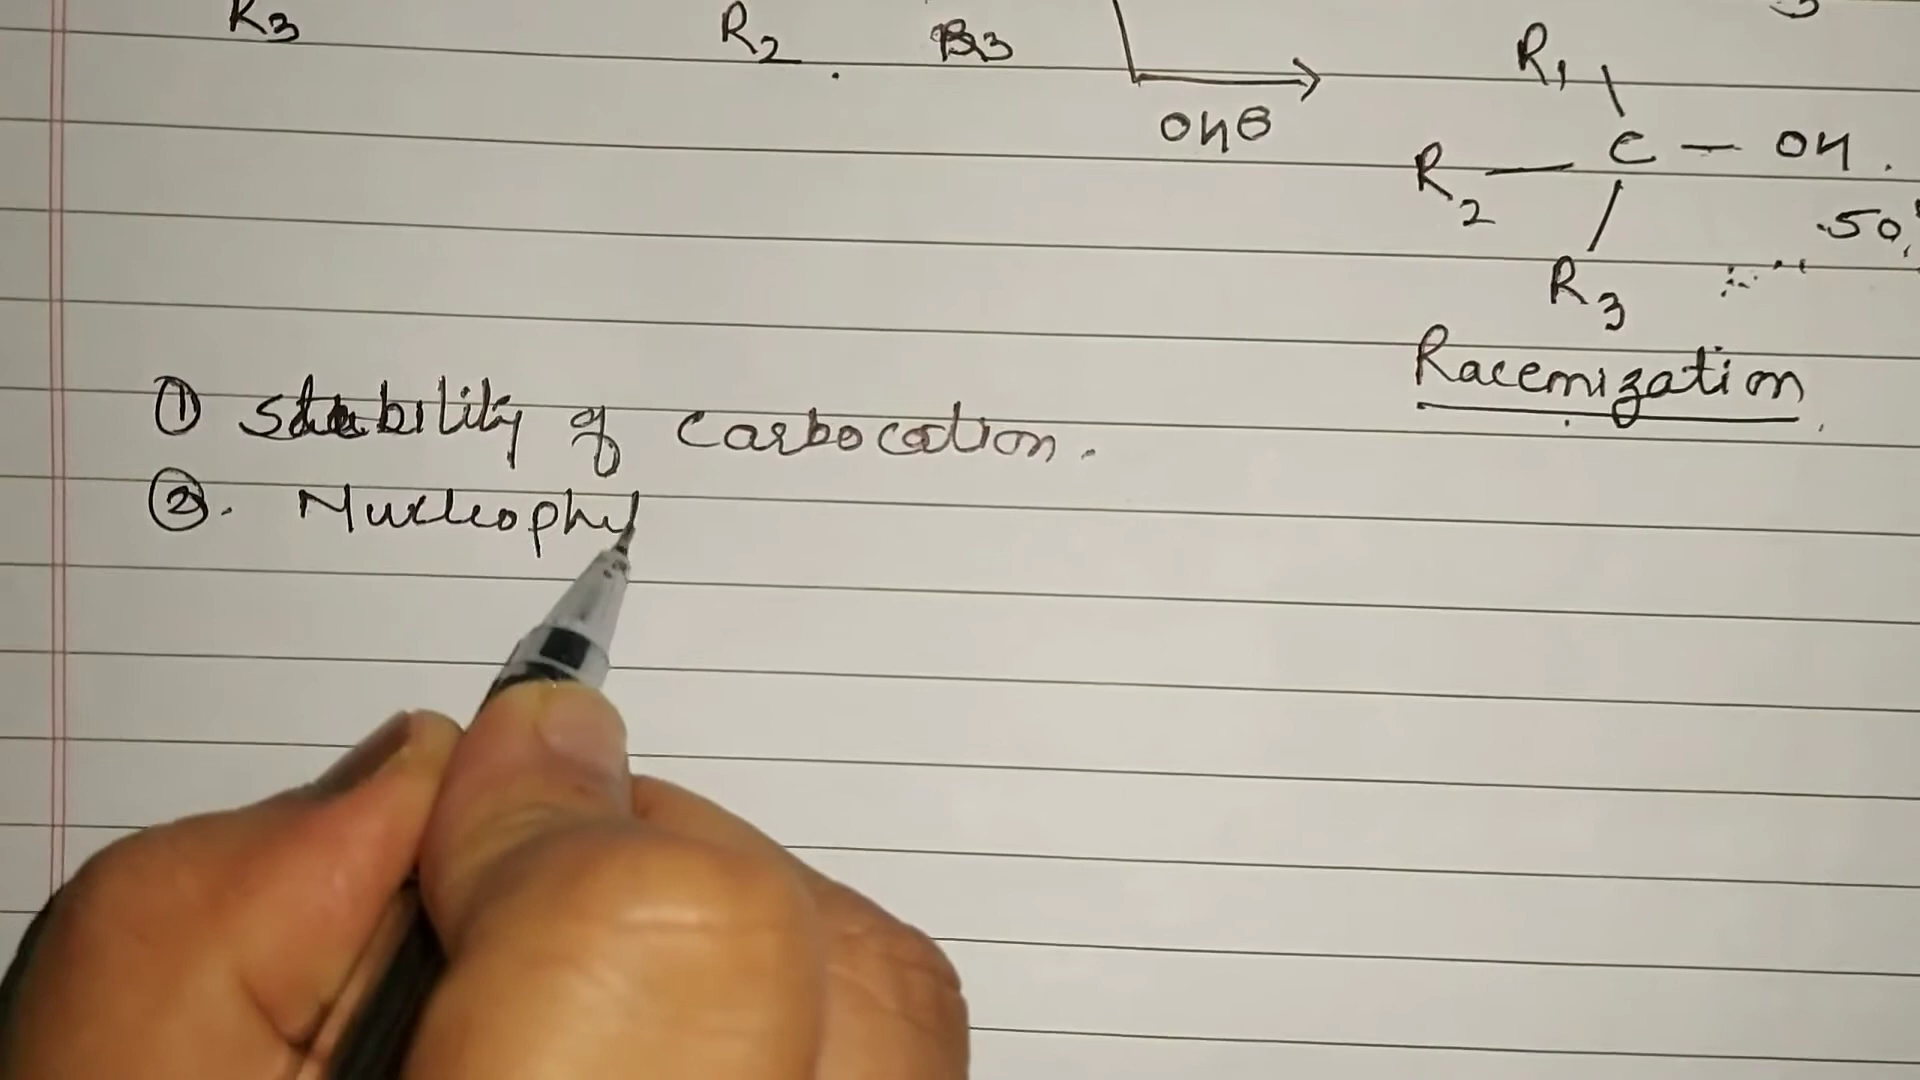 R3 R2 R3
OH⊖
R1
C — OH.
R2
50
R3
Racemization
① Stability of Carbocation.
②. Nucleophil